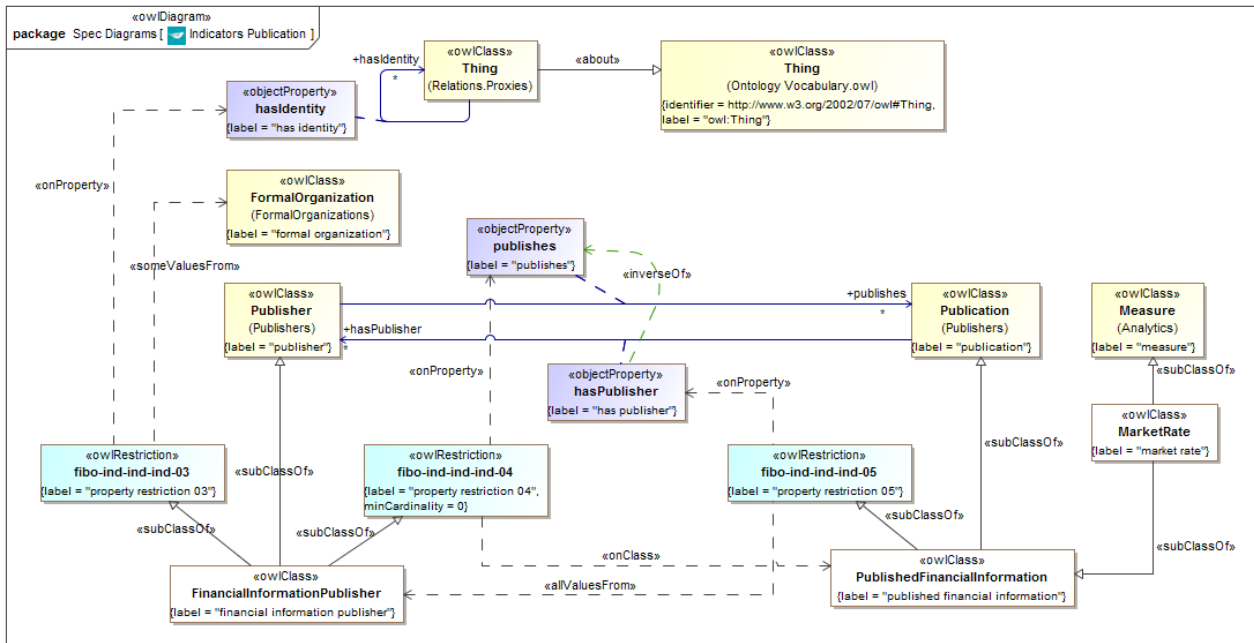 «owlDiagram»
package Spec Diagrams [ Indicators Publication ]
+hasIdentity
*
«owlClass»
Thing
(Relations.Proxies)
«about»
«owlClass»
Thing
(Ontology Vocabulary.owl)
{identifier = http://www.w3.org/2002/07/owl#Thing,
label = "owl:Thing"}
«objectProperty»
hasIdentity
{label = "has identity"}
«onProperty»
«owlClass»
FormalOrganization
(FormalOrganizations)
{label = "formal organization"}
«someValuesFrom»
«objectProperty»
publishes
{label = "publishes"}
«inverseOf»
«owlClass»
Publisher
(Publishers)
{label = "publisher"}
+publishes
*
+hasPublisher
*
«owlClass»
Publication
(Publishers)
{label = "publication"}
«owlClass»
Measure
(Analytics)
{label = "measure"}
«onProperty»
«objectProperty»
hasPublisher
{label = "has publisher"}
«onProperty»
«subClassOf»
«owlClass»
MarketRate
{label = "market rate"}
«owlRestriction»
fibo-ind-ind-ind-03
{label = "property restriction 03"}
«subClassOf»
«owlRestriction»
fibo-ind-ind-ind-04
{label = "property restriction 04",
minCardinality = 0}
«owlRestriction»
fibo-ind-ind-ind-05
{label = "property restriction 05"}
«subClassOf»
«subClassOf»
«subClassOf»
«subClassOf»
«subClassOf»
«onClass»
«allValuesFrom»
«owlClass»
FinancialInformationPublisher
{label = "financial information publisher"}
«owlClass»
PublishedFinancialInformation
{label = "published financial information"}